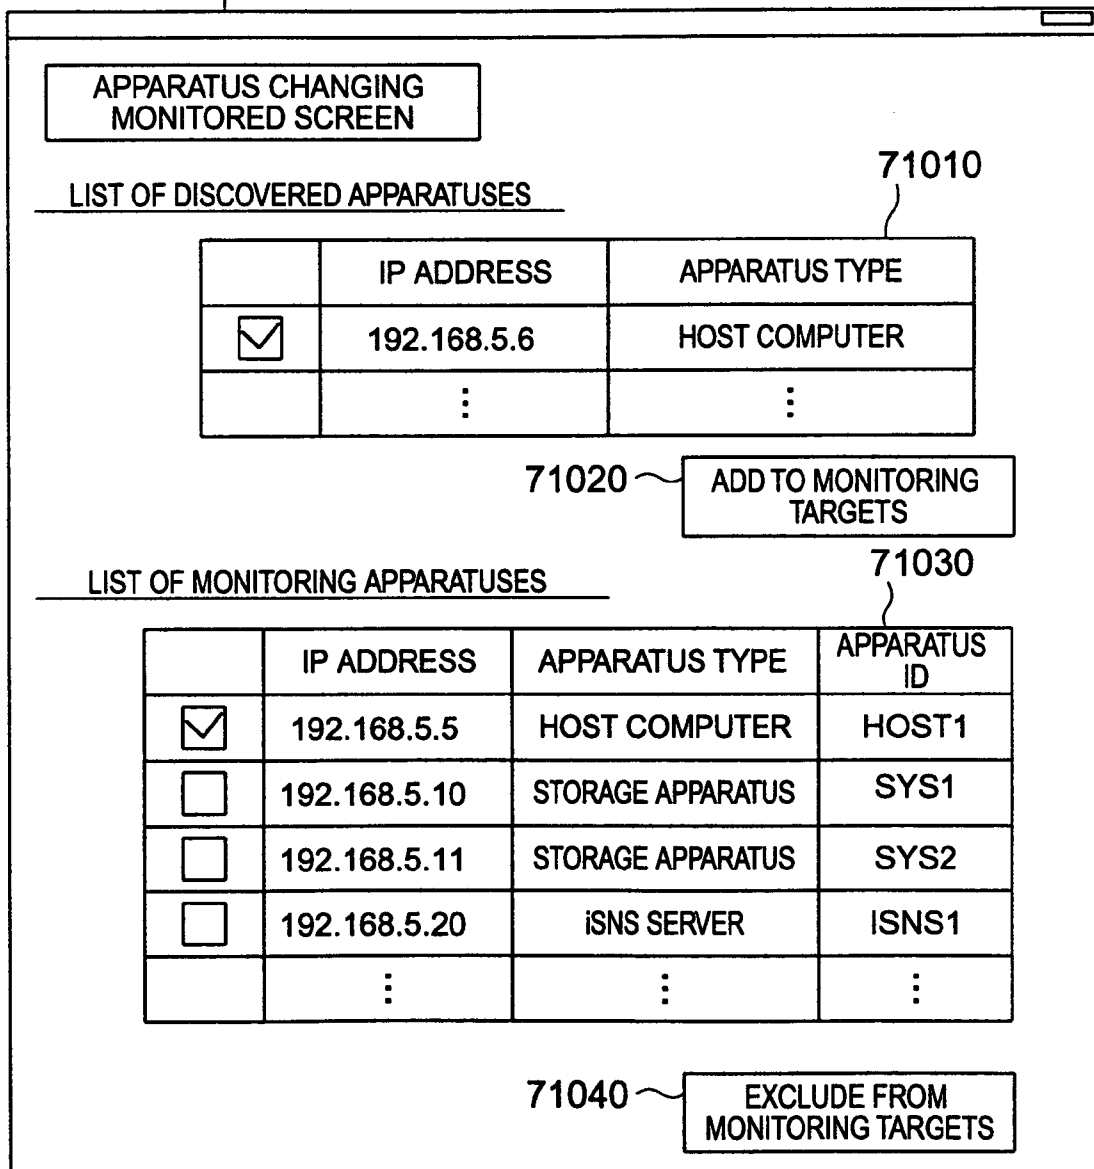 APPARATUS CHANGING
MONITORED SCREEN
71010
LIST OF DISCOVERED APPARATUSES
IP ADDRESS APPARATUS TYPE
192.168.5.6 HOST COMPUTER
71020 ADD TO MONITORING
TARGETS
71030
LIST OF MONITORING APPARATUSES
IP ADDRESS APPARATUS TYPE APPARATUS
ID
192.168.5.5 HOST COMPUTER HOST1
192.168.5.10 STORAGE APPARATUS SYS1
192.168.5.11 STORAGE APPARATUS SYS2
192.168.5.20 iSNS SERVER ISNS1
71040 EXCLUDE FROM
MONITORING TARGETS